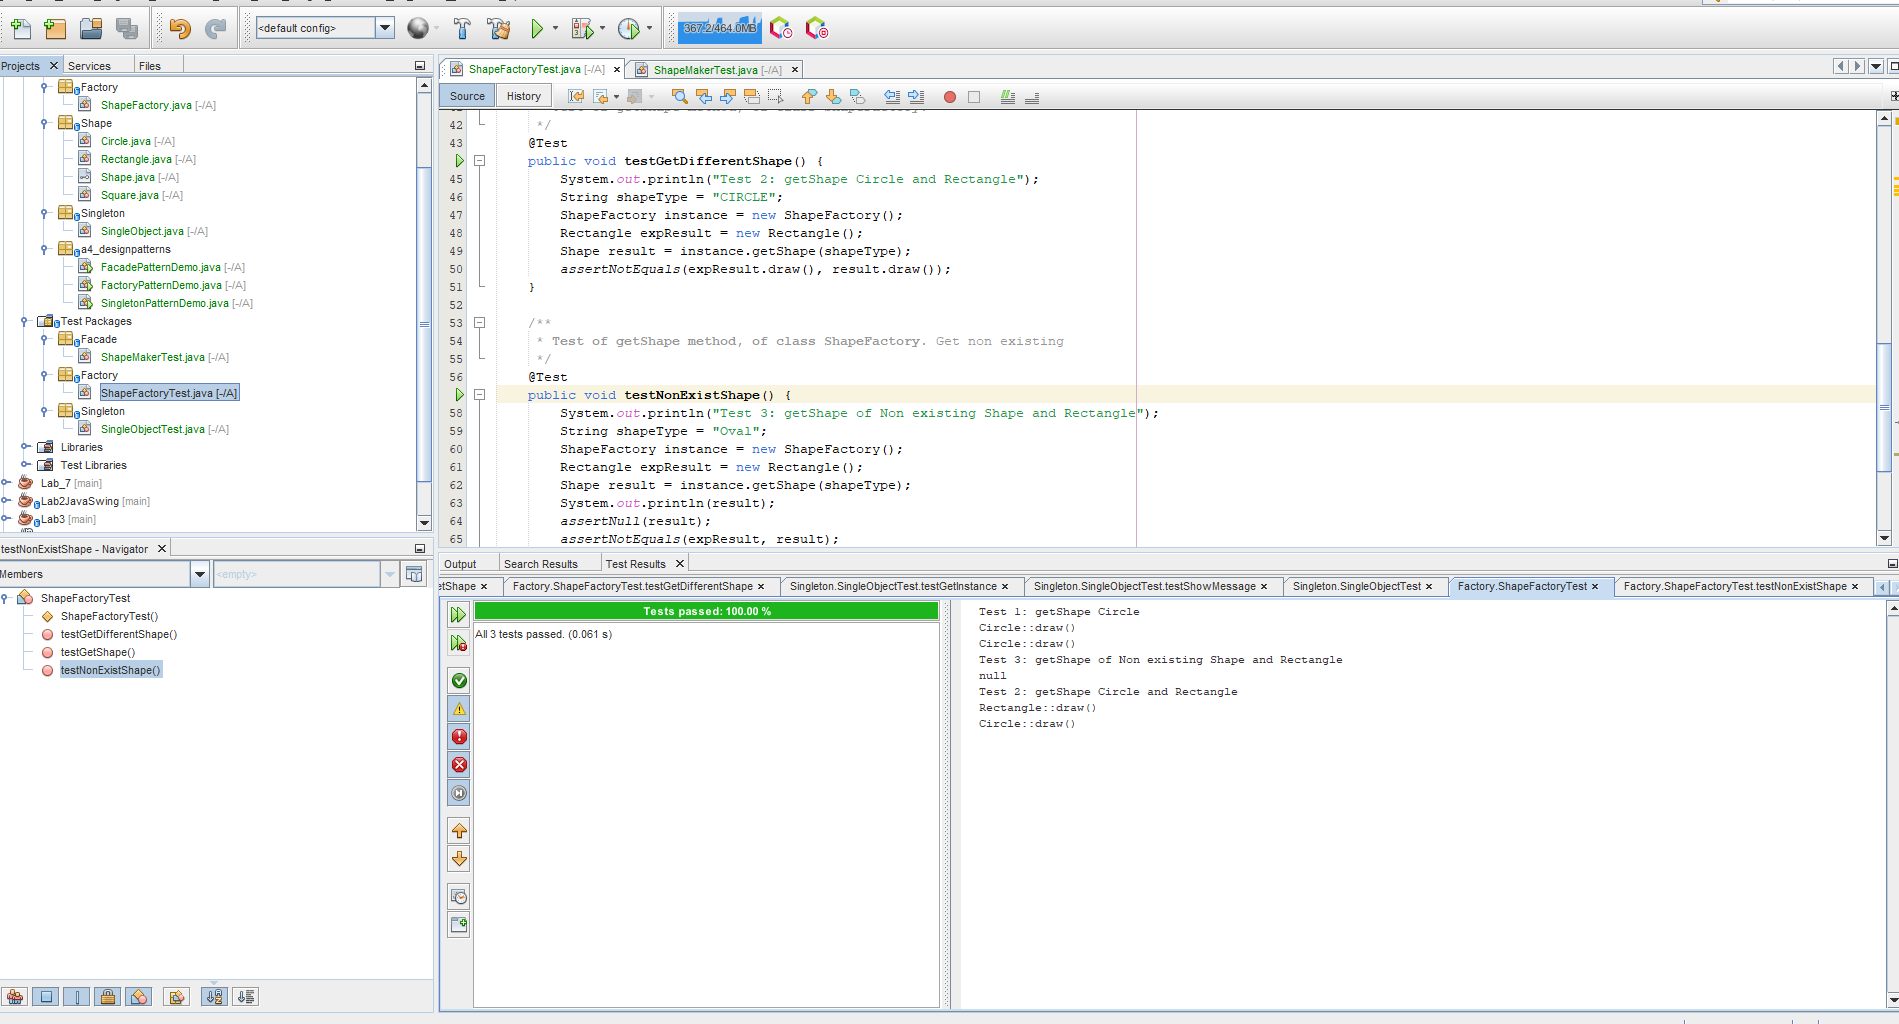 <default config>
367.2/464.0MB
Projects
Services
Files
Factory
ShapeFactory.java [-/A]
Shape
Circle.java [-/A]
Rectangle.java [-/A]
Shape.java [-/A]
Square.java [-/A]
Singleton
SingleObject.java [-/A]
a4_designpatterns
FacadePatternDemo.java [-/A]
FactoryPatternDemo.java [-/A]
SingletonPatternDemo.java [-/A]
Test Packages
Facade
ShapeMakerTest.java [-/A]
Factory
ShapeFactoryTest.java [-/A]
Singleton
SingleObjectTest.java [-/A]
Libraries
Test Libraries
Lab_7 [main]
Lab2JavaSwing [main]
Lab3 [main]
testNonExistShape - Navigator
Members
<empty>
ShapeFactoryTest
ShapeFactoryTest()
testGetDifferentShape()
testGetShape()
testNonExistShape()
ShapeFactoryTest.java [-/A]
ShapeMakerTest.java [-/A]
Source
History
42 */
43 @Test
public void testGetDifferentShape() {
45 System.out.println("Test 2: getShape Circle and Rectangle");
46 String shapeType = "CIRCLE";
47 ShapeFactory instance = new ShapeFactory();
48 Rectangle expResult = new Rectangle();
49 Shape result = instance.getShape(shapeType);
50 assertNotEquals(expResult.draw(), result.draw());
51 }
52
53 /**
54 * Test of getShape method, of class ShapeFactory. Get non existing
55 */
56 @Test
public void testNonExistShape() {
58 System.out.println("Test 3: getShape of Non existing Shape and Rectangle");
59 String shapeType = "Oval";
60 ShapeFactory instance = new ShapeFactory();
61 Rectangle expResult = new Rectangle();
62 Shape result = instance.getShape(shapeType);
63 System.out.println(result);
64 assertNull(result);
65 assertNotEquals(expResult, result);
Output
Search Results
Test Results
etShape
Factory.ShapeFactoryTest.testGetDifferentShape
Singleton.SingleObjectTest.testGetInstance
Singleton.SingleObjectTest.testShowMessage
Singleton.SingleObjectTest
Factory.ShapeFactoryTest
Factory.ShapeFactoryTest.testNonExistShape
Tests passed: 100.00 %
All 3 tests passed. (0.061 s)
Test 1: getShape Circle
Circle::draw()
Circle::draw()
Test 3: getShape of Non existing Shape and Rectangle
null
Test 2: getShape Circle and Rectangle
Rectangle::draw()
Circle::draw()